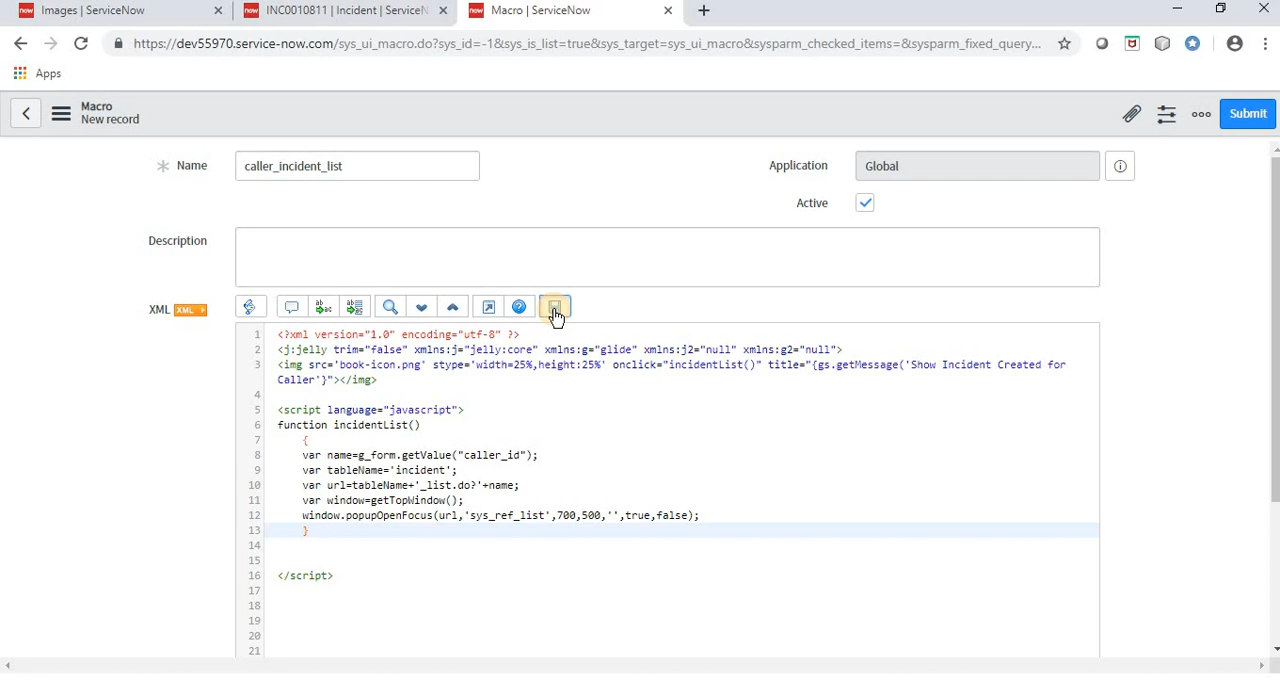 Images | ServiceNow
INC0010811 | Incident | ServiceN
Macro | ServiceNow
https://dev55970.service-now.com/sys_ui_macro.do?sys_id=-1&sys_is_list=true&sys_target=sys_ui_macro&sysparm_checked_items=&sysparm_fixed_query...
Apps
Macro
New record
Submit
Name
caller_incident_list
Application
Global
Active
Description
XML XML
1 <?xml version="1.0" encoding="utf-8" ?>
2 <j:jelly trim="false" xmlns:j="jelly:core" xmlns:g="glide" xmlns:j2="null" xmlns:g2="null">
3 <img src='book-icon.png' stype='width=25%,height:25%' onclick="incidentList()" title="{gs.getMessage('Show Incident Created for
Caller'}"></img>
4
5 <script language="javascript">
6 function incidentList()
7 {
8 var name=g_form.getValue("caller_id");
9 var tableName='incident';
10 var url=tableName+'_list.do?'+name;
11 var window=getTopWindow();
12 window.popupOpenFocus(url,'sys_ref_list',700,500,'',true,false);
13 }
14
15
16 </script>
17
18
19
20
21